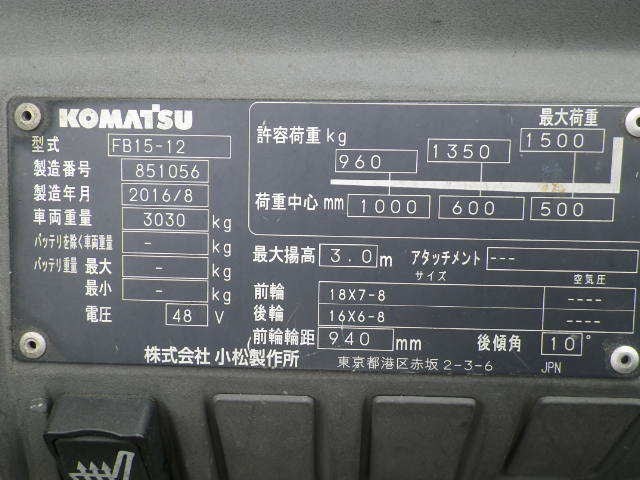 KOMATSU
型式 FB15-12
製造番号 851056
製造年月 2016/8
車両重量 3030 kg
バッテリを除く車両重量 - kg
バッテリ重量 最大 - kg
最小 - kg
電圧 48 V
最大荷重
許容荷重 kg 960 1350 1500
荷重中心 mm 1000 600 500
最大揚高 3.0 m アタッチメント ---
サイズ 空気圧
前輪 18X7-8 ----
後輪 16X6-8 ----
前輪輪距 940 mm 後傾角 10°
株式会社 小松製作所 東京都港区赤坂2-3-6 JPN